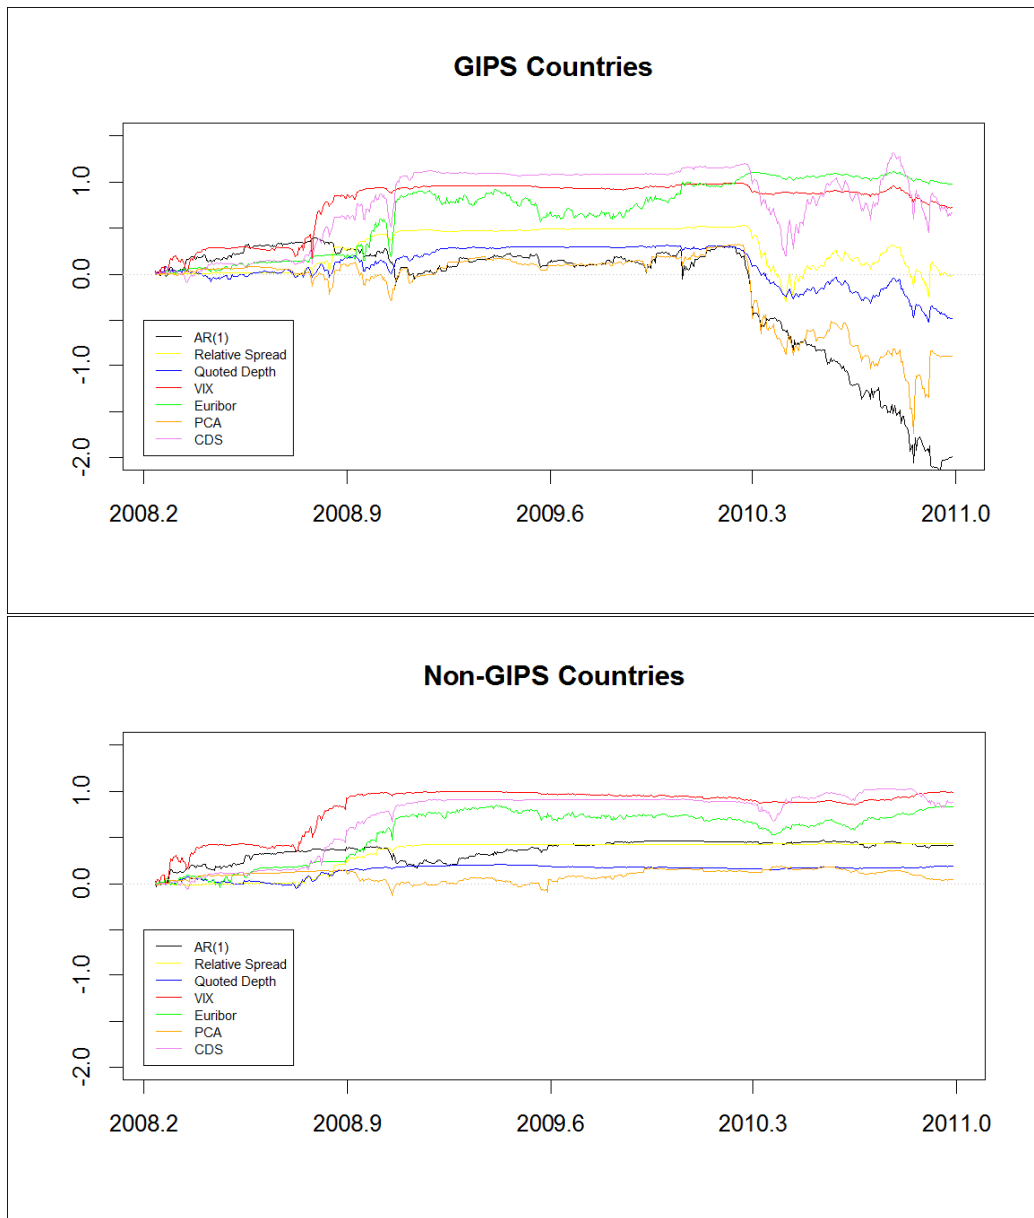 GIPS Countries
1.0
0.0
-1.0
-2.0
AR(1)
Relative Spread
Quoted Depth
VIX
Euribor
PCA
CDS
2008.2 2008.9 2009.6 2010.3 2011.0
Non-GIPS Countries
1.0
0.0
-1.0
-2.0
AR(1)
Relative Spread
Quoted Depth
VIX
Euribor
PCA
CDS
2008.2 2008.9 2009.6 2010.3 2011.0